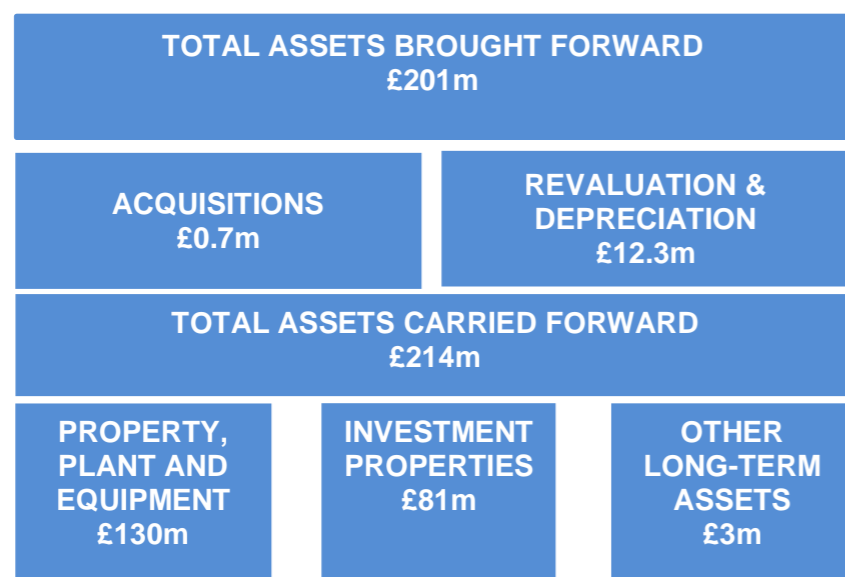 TOTAL ASSETS BROUGHT FORWARD
£201m
ACQUISITIONS
£0.7m
REVALUATION &
DEPRECIATION
£12.3m
TOTAL ASSETS CARRIED FORWARD
£214m
PROPERTY,
PLANT AND
EQUIPMENT
£130m
INVESTMENT
PROPERTIES
£81m
OTHER
LONG-TERM
ASSETS
£3m